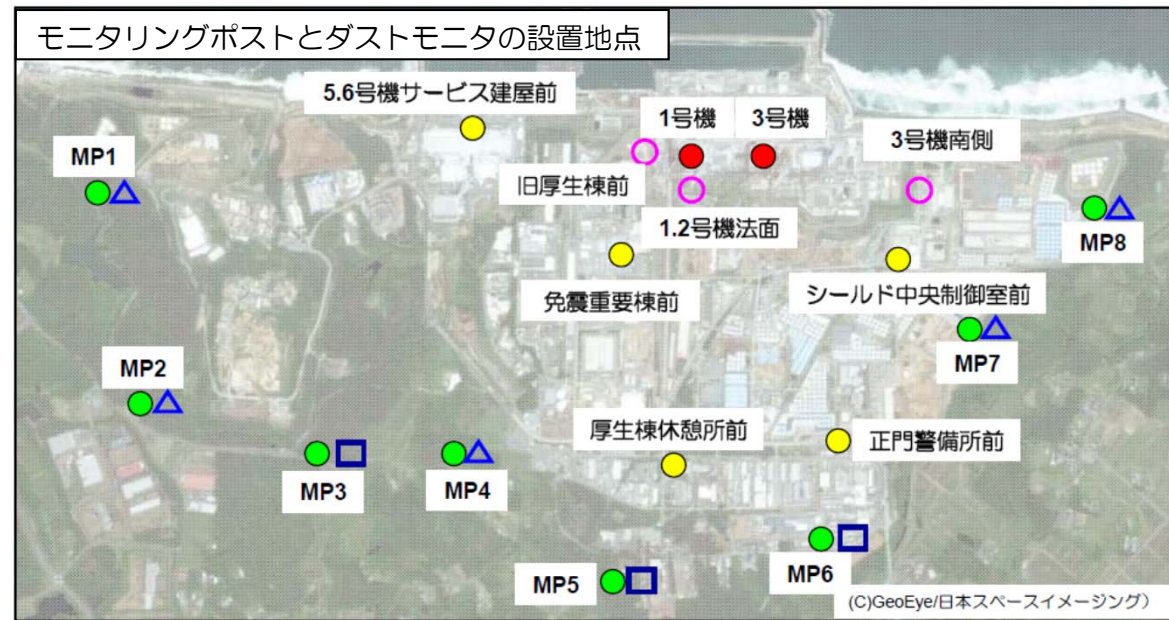 モニタリングポストとダストモニタの設置地点
5.6号機サービス建屋前
1号機
3号機
3号機南側
MP1
旧厚生棟前
1.2号機法面
MP8
免震重要棟前
シールド中央制御室前
MP7
MP2
厚生棟休憩所前
正門警備所前
MP3
MP4
MP5
MP6
(C)GeoEye/日本スペースイメージング）